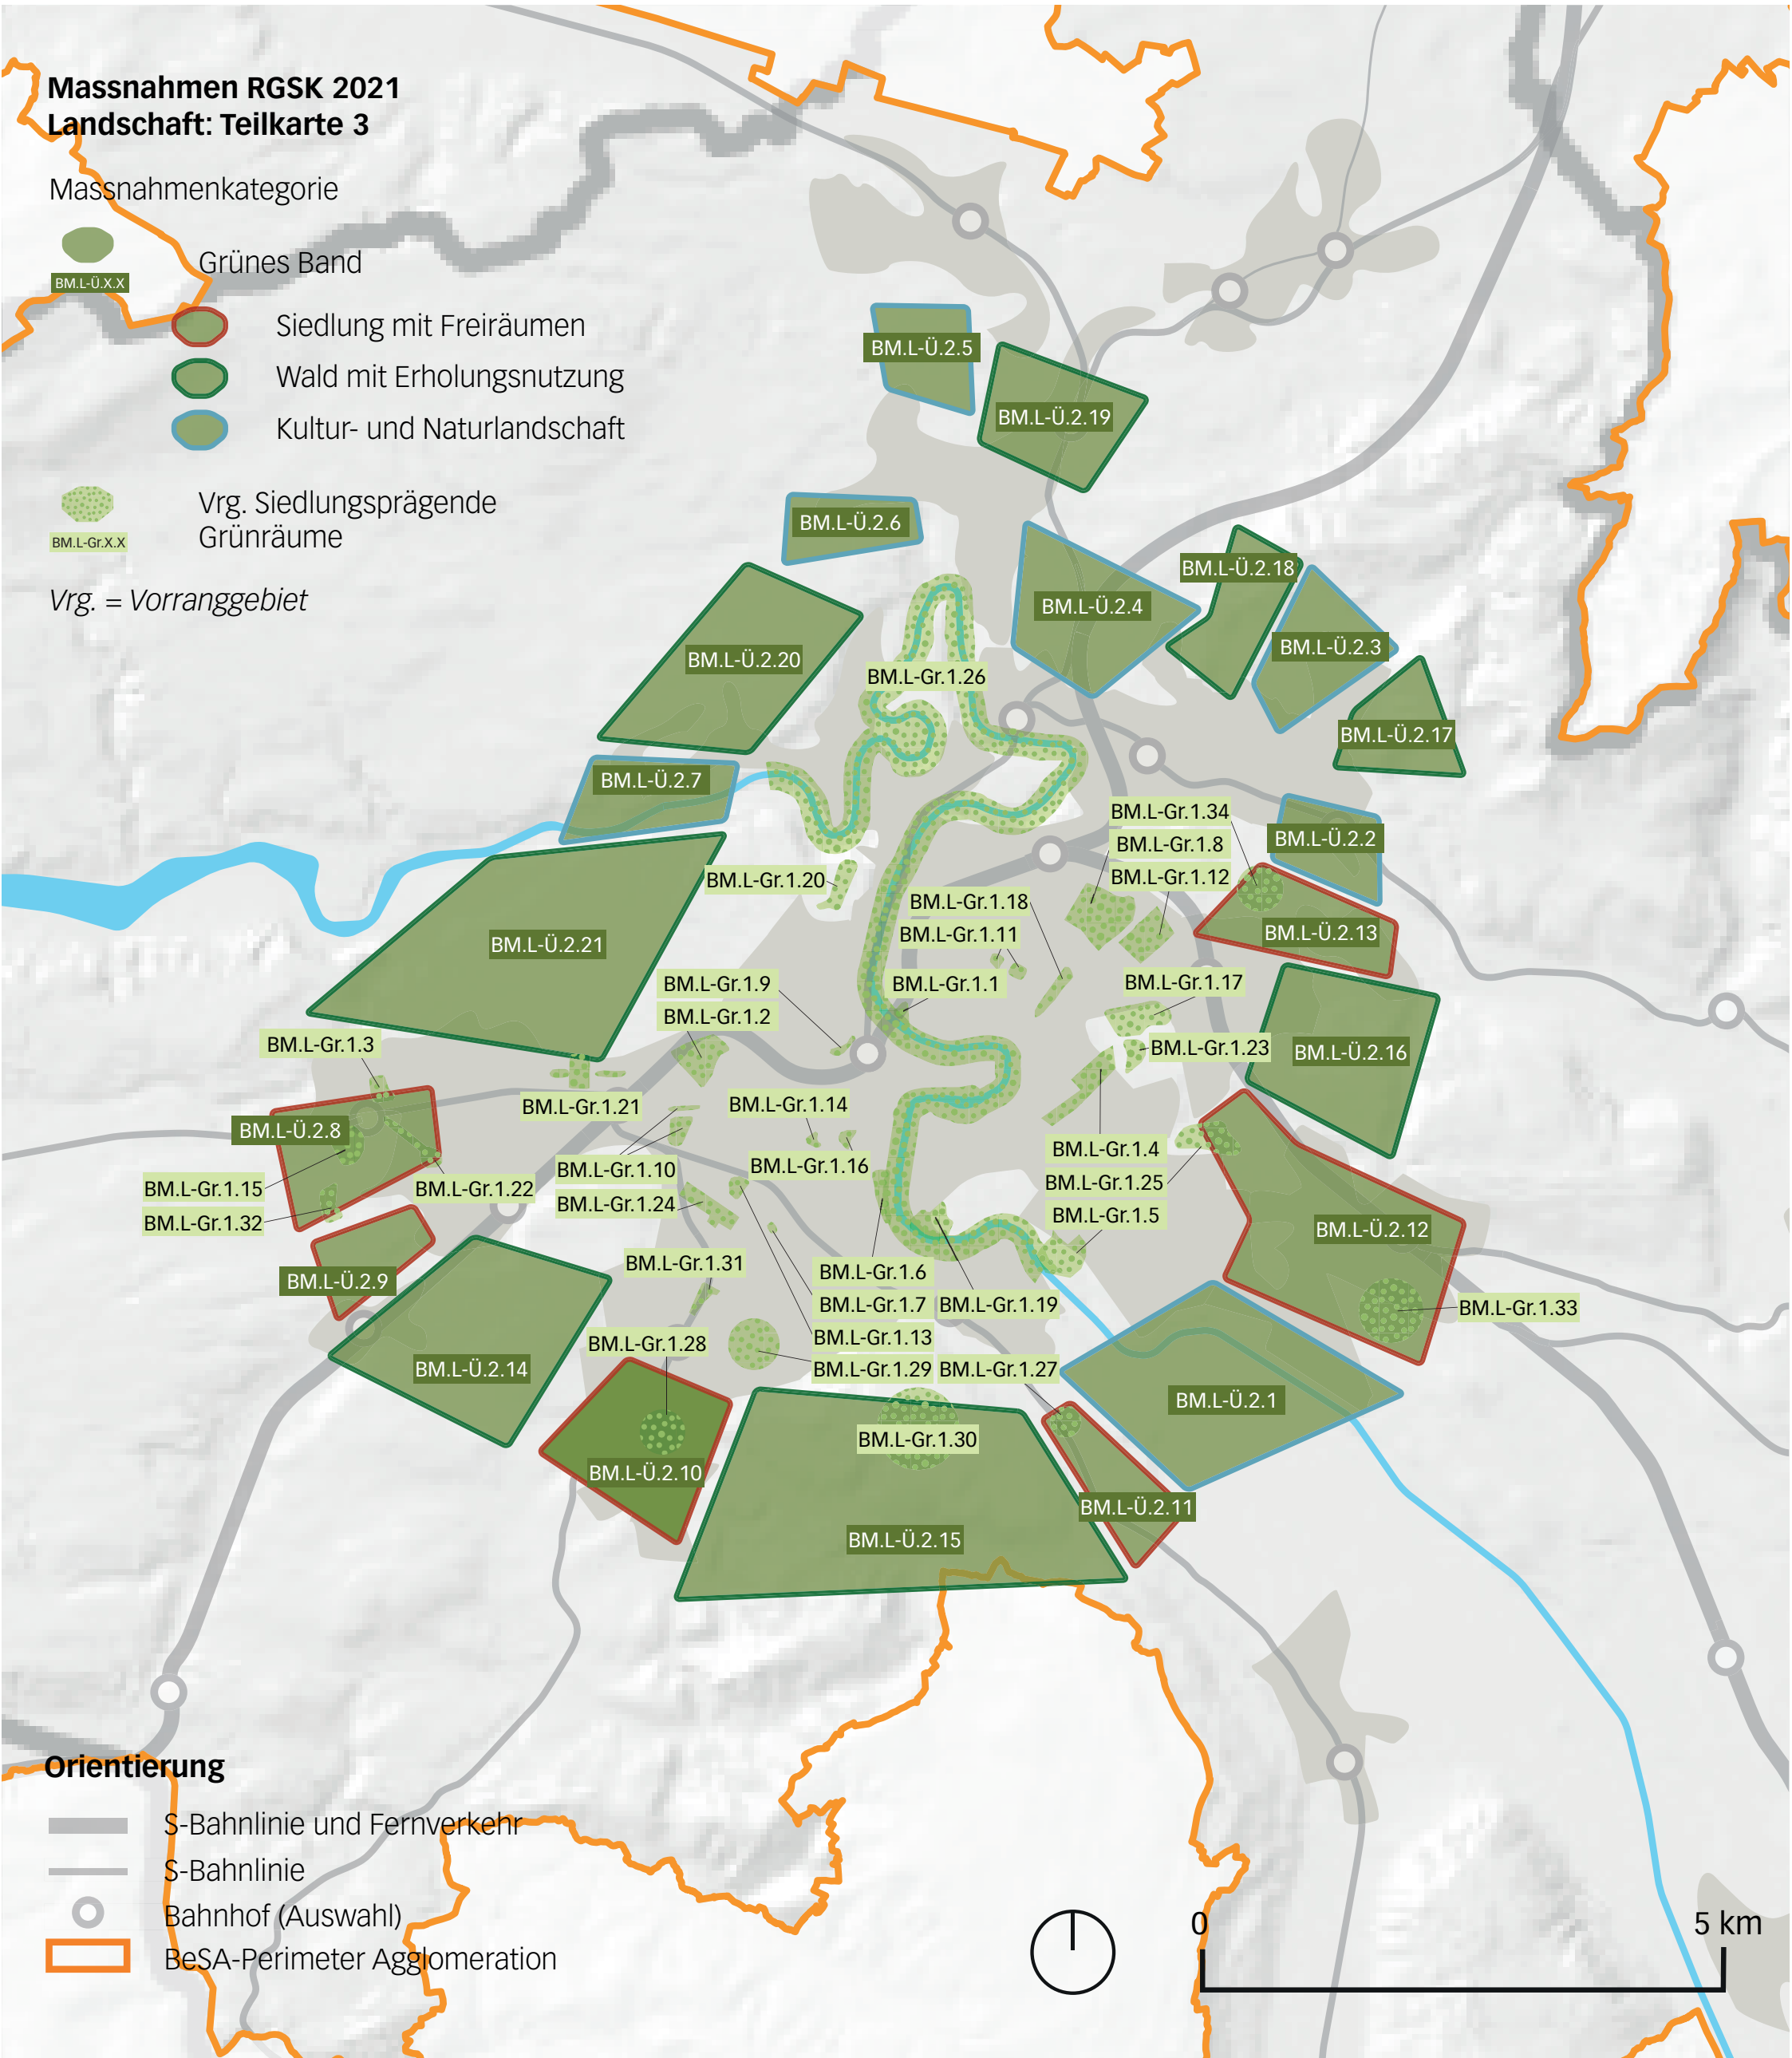 Massnahmen RGSK 2021
Landschaft: Teilkarte 3
Massnahmenkategorie
Grünes Band
BM.L-Ü.X.X
Siedlung mit Freiräumen
Wald mit Erholungsnutzung
Kultur- und Naturlandschaft
Vrg. Siedlungsprägende
Grünräume
BM.L-Gr.X.X
Vrg. = Vorranggebiet
BM.L-Ü.2.5
BM.L-Ü.2.19
BM.L-Ü.2.6
BM.L-Ü.2.18
BM.L-Ü.2.4
BM.L-Ü.2.3
BM.L-Ü.2.20
BM.L-Gr.1.26
BM.L-Ü.2.17
BM.L-Ü.2.7
BM.L-Gr.1.34
BM.L-Ü.2.2
BM.L-Gr.1.8
BM.L-Gr.1.20
BM.L-Gr.1.12
BM.L-Gr.1.18
BM.L-Gr.1.11
BM.L-Ü.2.13
BM.L-Ü.2.21
BM.L-Gr.1.9
BM.L-Gr.1.1
BM.L-Gr.1.17
BM.L-Gr.1.2
BM.L-Gr.1.3
BM.L-Gr.1.23
BM.L-Ü.2.16
BM.L-Gr.1.21
BM.L-Gr.1.14
BM.L-Ü.2.8
BM.L-Gr.1.4
BM.L-Gr.1.10
BM.L-Gr.1.16
BM.L-Gr.1.15
BM.L-Gr.1.22
BM.L-Gr.1.25
BM.L-Gr.1.24
BM.L-Gr.1.32
BM.L-Gr.1.5
BM.L-Ü.2.12
BM.L-Gr.1.31
BM.L-Gr.1.6
BM.L-Ü.2.9
BM.L-Gr.1.7
BM.L-Gr.1.19
BM.L-Gr.1.33
BM.L-Gr.1.13
BM.L-Gr.1.28
BM.L-Ü.2.14
BM.L-Gr.1.29
BM.L-Gr.1.27
BM.L-Ü.2.1
BM.L-Gr.1.30
BM.L-Ü.2.10
BM.L-Ü.2.11
BM.L-Ü.2.15
Orientierung
S-Bahnlinie und Fernverkehr
S-Bahnlinie
Bahnhof (Auswahl)
BeSA-Perimeter Agglomeration
0
5 km